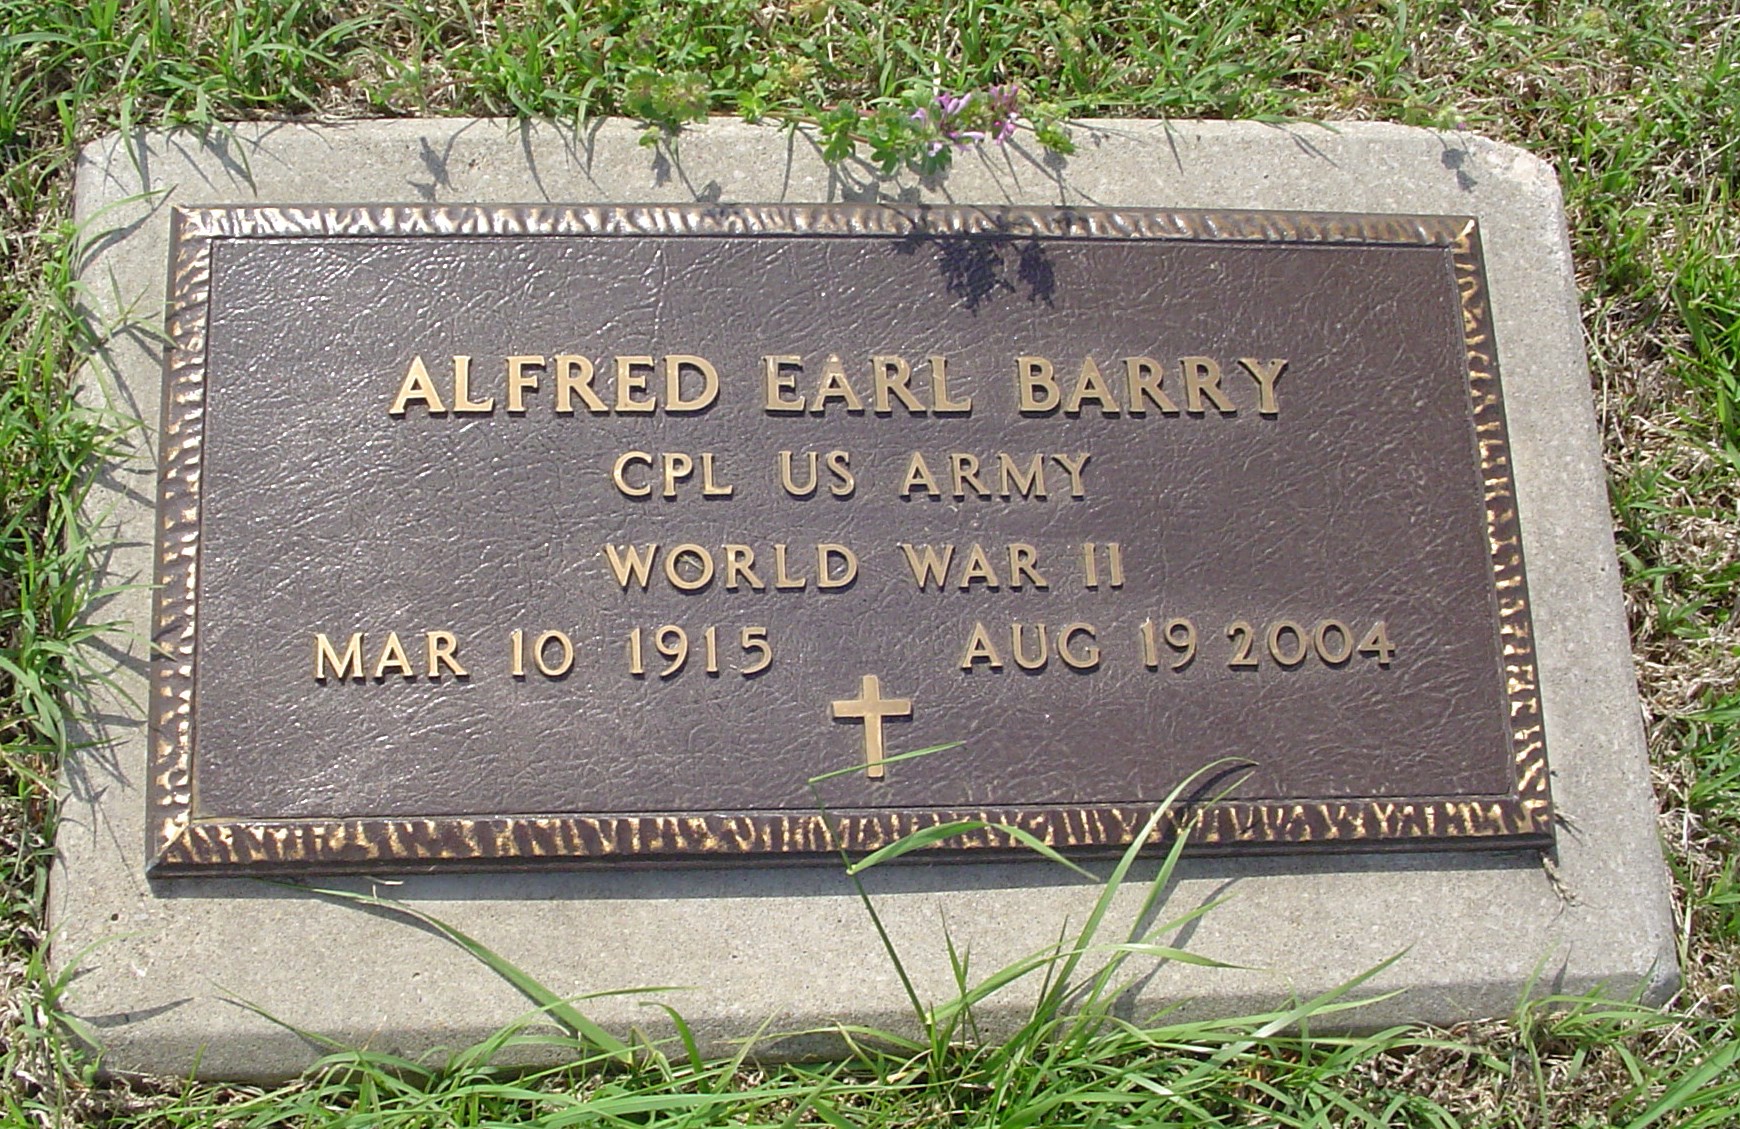 ALFRED EARL BARRY
CPL US ARMY
WORLD WAR II
MAR 10 1915 AUG 19 2004